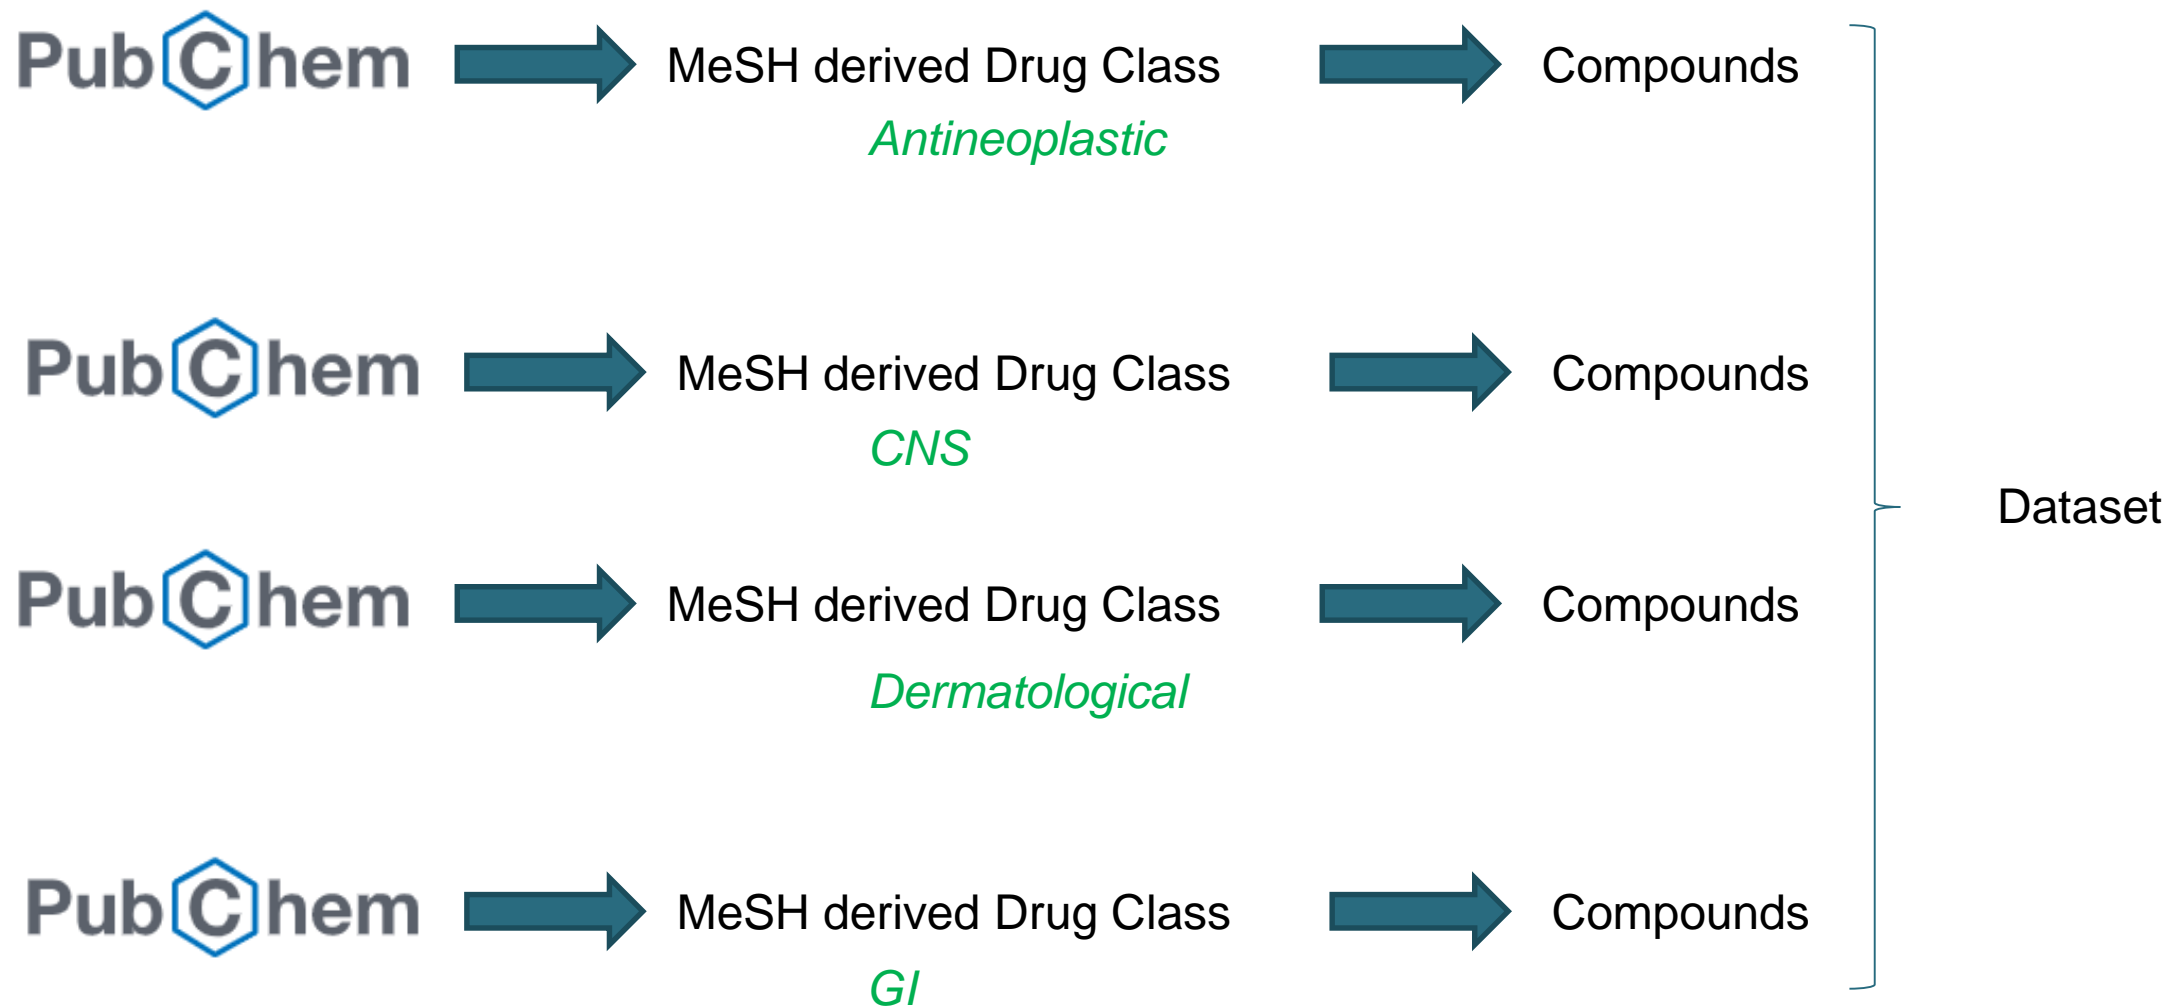 PubChem MeSH derived Drug Class Compounds
Antineoplastic
PubChem MeSH derived Drug Class Compounds
CNS
Dataset
PubChem MeSH derived Drug Class Compounds
Dermatological
PubChem MeSH derived Drug Class Compounds
GI